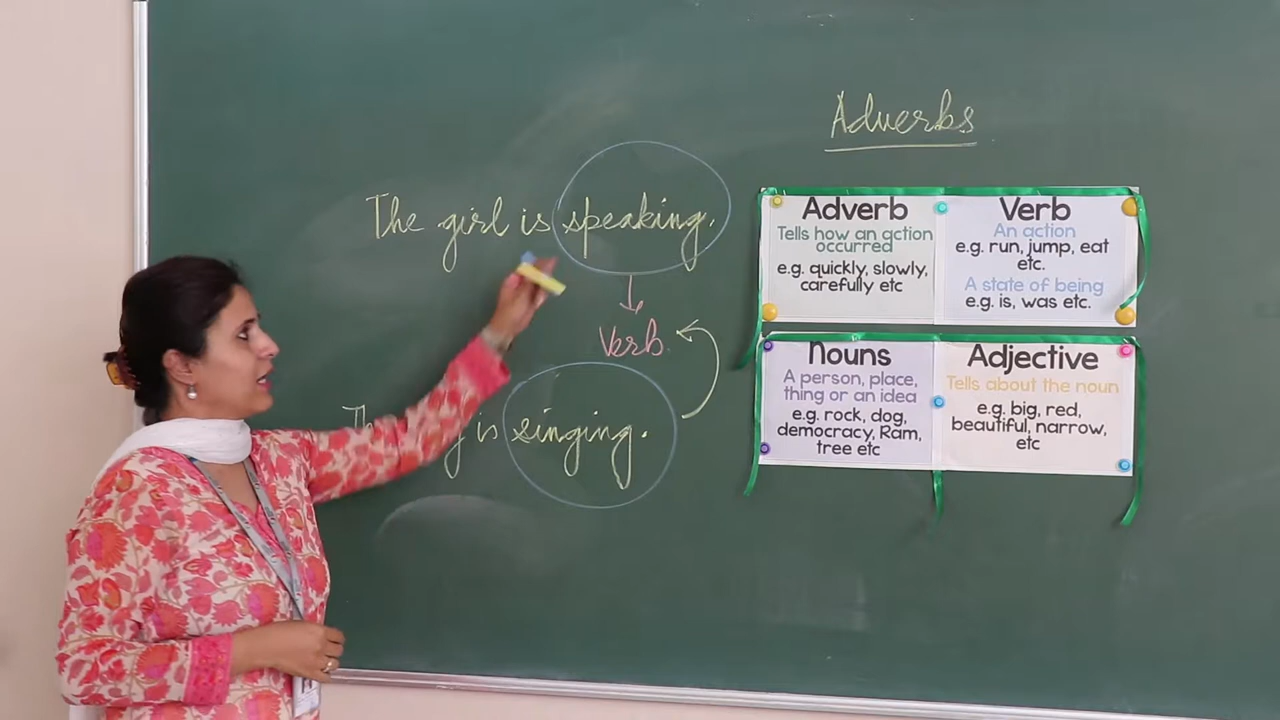 Adverbs
The girl is speaking.
Verb
is singing.
Adverb
Tells how an action
occurred
e.g. quickly, slowly,
carefully etc
Verb
An action
e.g. run, jump, eat
etc.
A state of being
e.g. is, was etc.
Nouns
A person, place,
thing or an idea
e.g. rock, dog,
democracy, Ram,
tree etc
Adjective
Tells about the noun
e.g. big, red,
beautiful, narrow,
etc